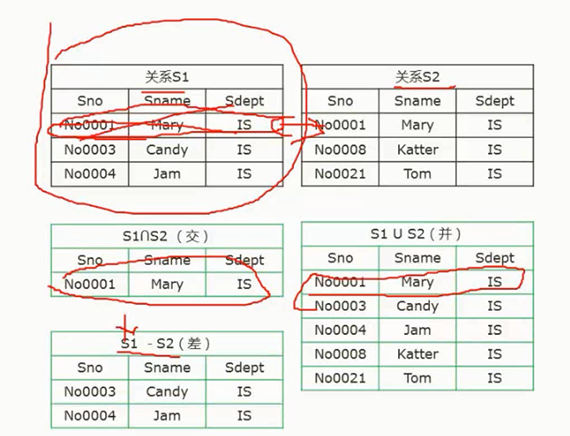 关系S1
Sno Sname Sdept
No0001 Mary IS
No0003 Candy IS
No0004 Jam IS
关系S2
Sno Sname Sdept
No0001 Mary IS
No0008 Katter IS
No0021 Tom IS
S1∩S2（交）
Sno Sname Sdept
No0001 Mary IS
S1 U S2（并）
Sno Sname Sdept
No0001 Mary IS
No0003 Candy IS
No0004 Jam IS
No0008 Katter IS
No0021 Tom IS
S1 - S2（差）
Sno Sname Sdept
No0003 Candy IS
No0004 Jam IS